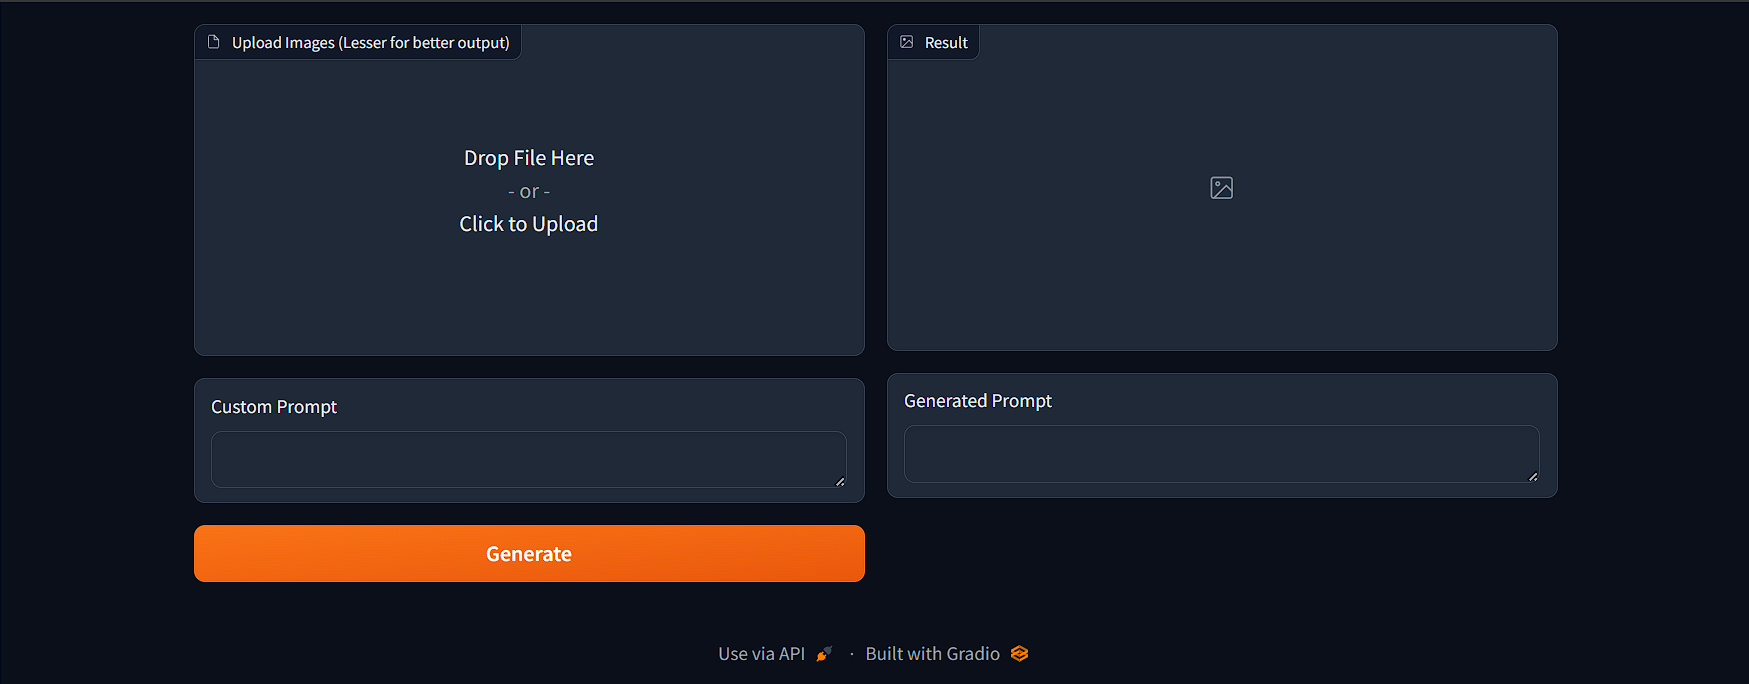 Upload Images (Lesser for better output)
Drop File Here
- or -
Click to Upload
Custom Prompt
Generate
Result
Generated Prompt
Use via API · Built with Gradio